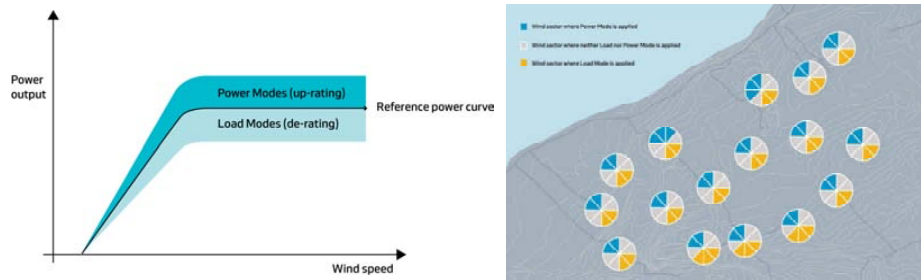 Power
output
Power Modes (up-rating)
Reference power curve
Load Modes (de-rating)
Wind speed
Wind sector where Power Mode is applied
Wind sector where neither Load nor Power Mode is applied
Wind sector where Load Mode is applied